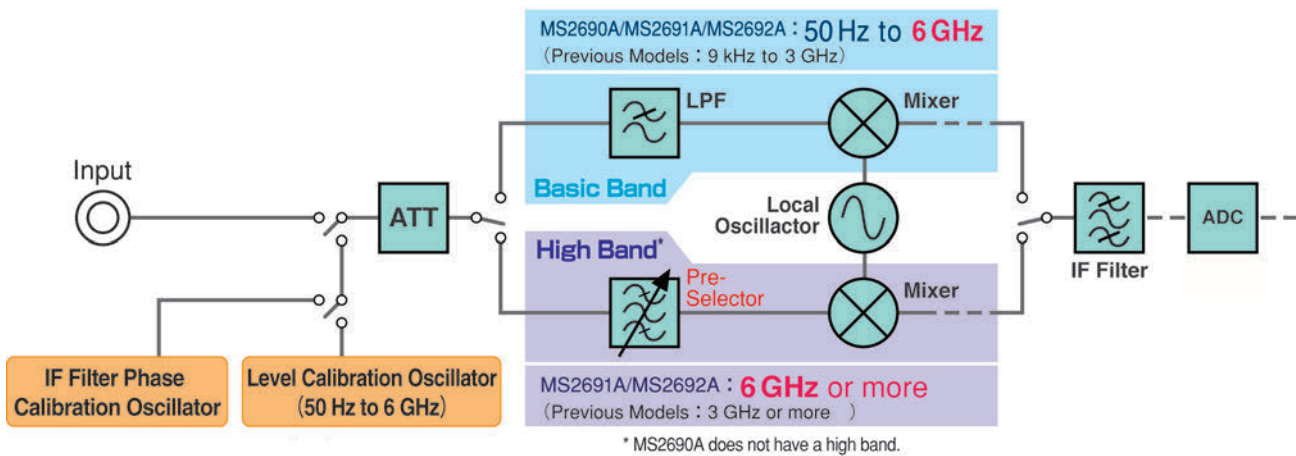 MS2690A/MS2691A/MS2692A : 50 Hz to 6 GHz
(Previous Models : 9 kHz to 3 GHz)
LPF
Mixer
Input
Basic Band
ATT
Local
Oscillactor
ADC
IF Filter
High Band*
Pre-
Selector
Mixer
IF Filter Phase
Calibration Oscillator
Level Calibration Oscillator
(50 Hz to 6 GHz)
MS2691A/MS2692A : 6 GHz or more
(Previous Models : 3 GHz or more )
* MS2690A does not have a high band.